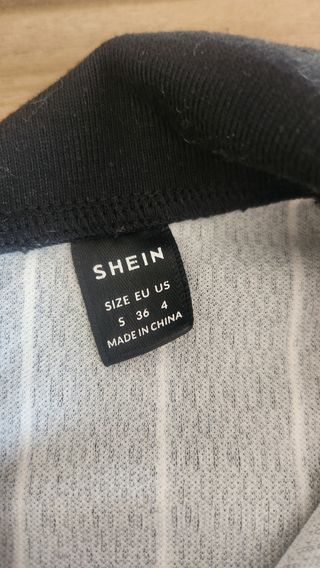 SHEIN
SIZE EU US
S 36 4
MADE IN CHINA